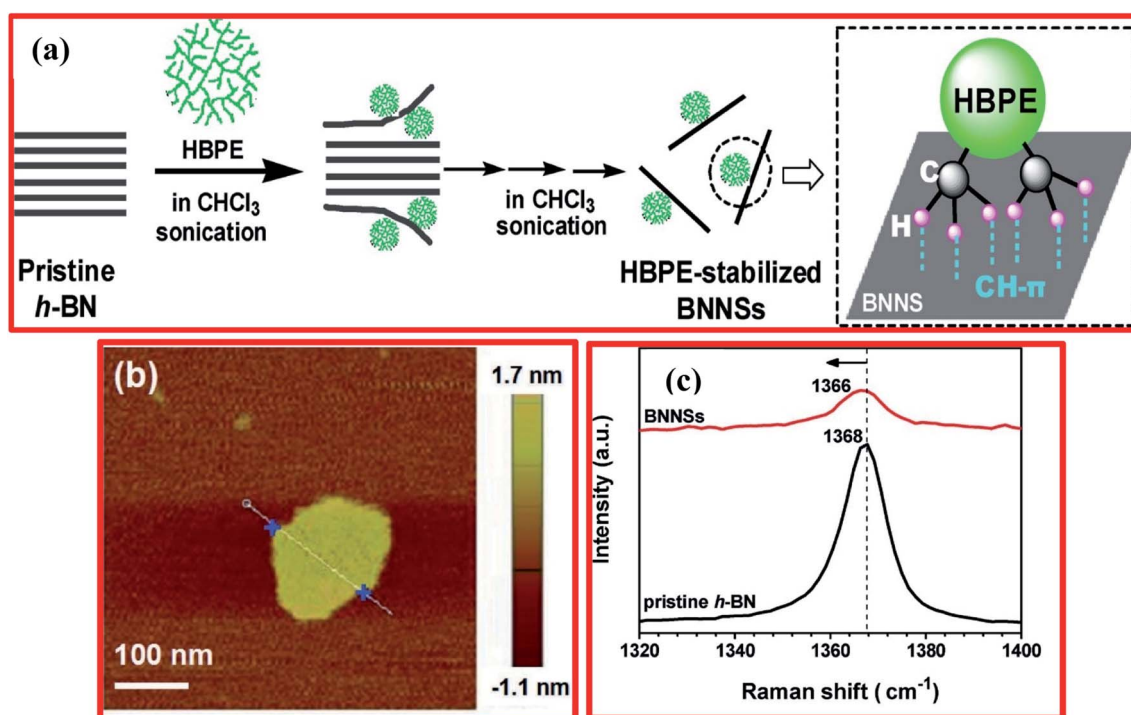 (a)
HBPE
in CHCl₃
sonication
Pristine
h-BN
in CHCl₃
sonication
HBPE-stabilized
BNNSs
HBPE
C
H
CH-π
BNNS
(b)
1.7 nm
-1.1 nm
100 nm
(c)
1366
BNNSs
1368
pristine h-BN
Intensity (a.u.)
1320 1340 1360 1380 1400
Raman shift ( cm⁻¹)